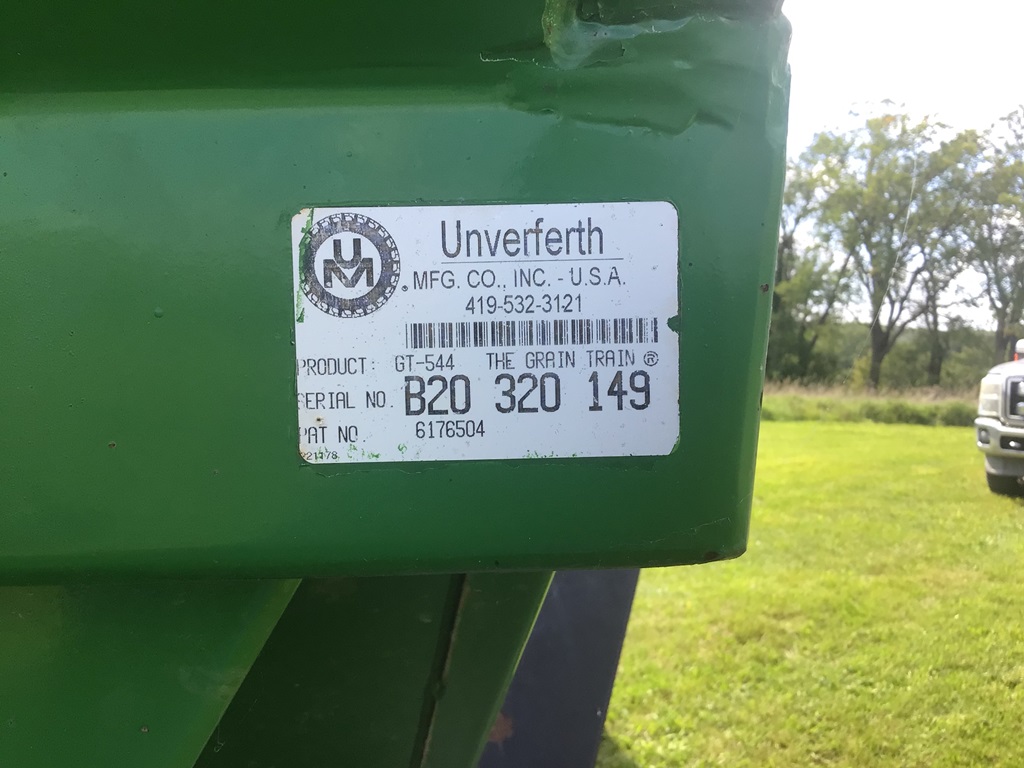 UM
Unverferth
MFG. CO., INC. - U.S.A.
419-532-3121
PRODUCT: GT-544 THE GRAIN TRAIN ®
SERIAL NO. B20 320 149
PAT NO. 6176504